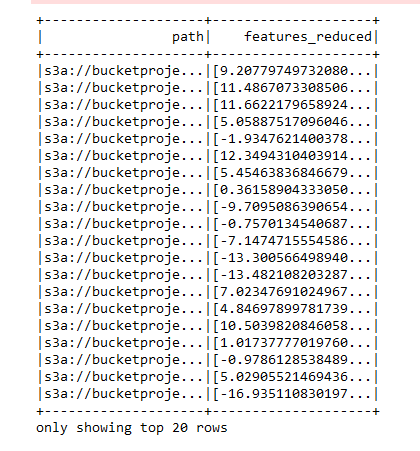 +--------------------+--------------------+
|                path|    features_reduced|
+--------------------+--------------------+
|s3a://bucketproje...|[9.20779749732080...|
|s3a://bucketproje...|[11.4867073308506...|
|s3a://bucketproje...|[11.6622179658924...|
|s3a://bucketproje...|[5.05887517096046...|
|s3a://bucketproje...|[-1.9347621400378...|
|s3a://bucketproje...|[12.3494310403914...|
|s3a://bucketproje...|[5.45463836846679...|
|s3a://bucketproje...|[0.36158904333050...|
|s3a://bucketproje...|[-9.7095086390654...|
|s3a://bucketproje...|[-0.7570134540687...|
|s3a://bucketproje...|[-7.1474715554586...|
|s3a://bucketproje...|[-13.300566498940...|
|s3a://bucketproje...|[-13.482108203287...|
|s3a://bucketproje...|[7.02347691024967...|
|s3a://bucketproje...|[4.84697899781739...|
|s3a://bucketproje...|[10.5039820846058...|
|s3a://bucketproje...|[1.01737777019760...|
|s3a://bucketproje...|[-0.9786128538489...|
|s3a://bucketproje...|[5.02905521469436...|
|s3a://bucketproje...|[-16.935110830197...|
+--------------------+--------------------+
only showing top 20 rows